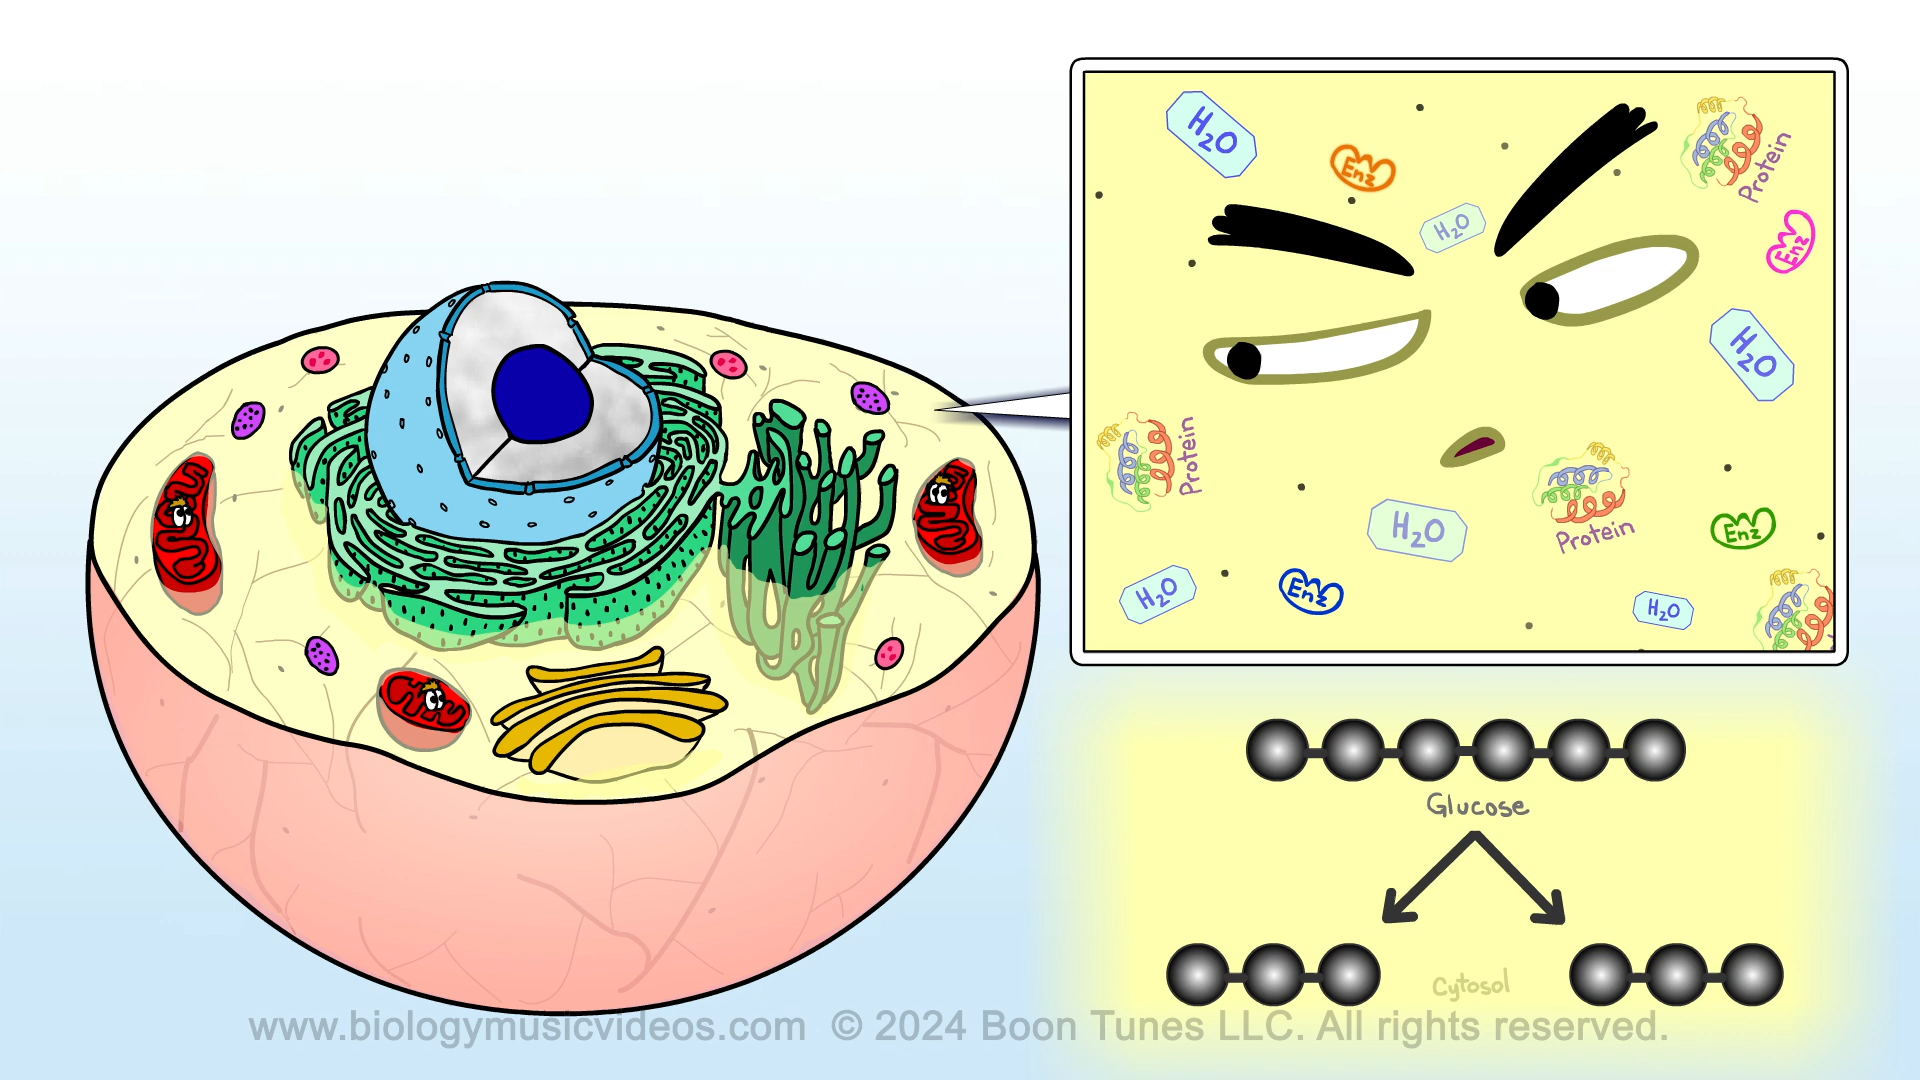 H₂O
Enz
Protein
H₂O
Enz
H₂O
Protein
Protein
H₂O
Enz
H₂O
Enz
H₂O
Glucose
Cytosol
www.biologymusicvideos.com © 2024 Boon Tunes LLC. All rights reserved.